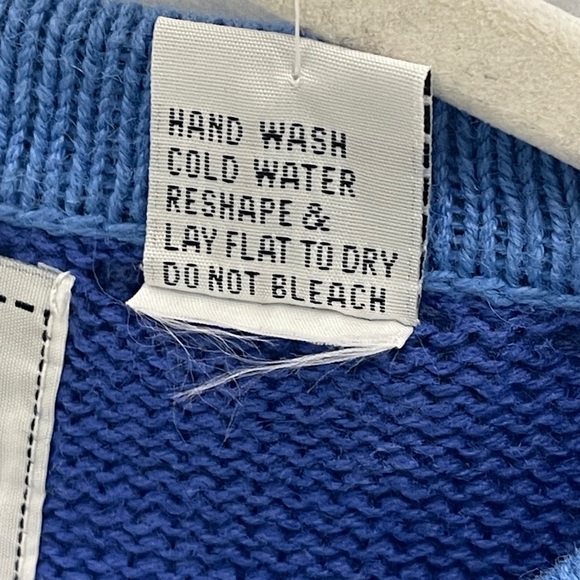 HAND WASH
COLD WATER
RESHAPE &
LAY FLAT TO DRY
DO NOT BLEACH